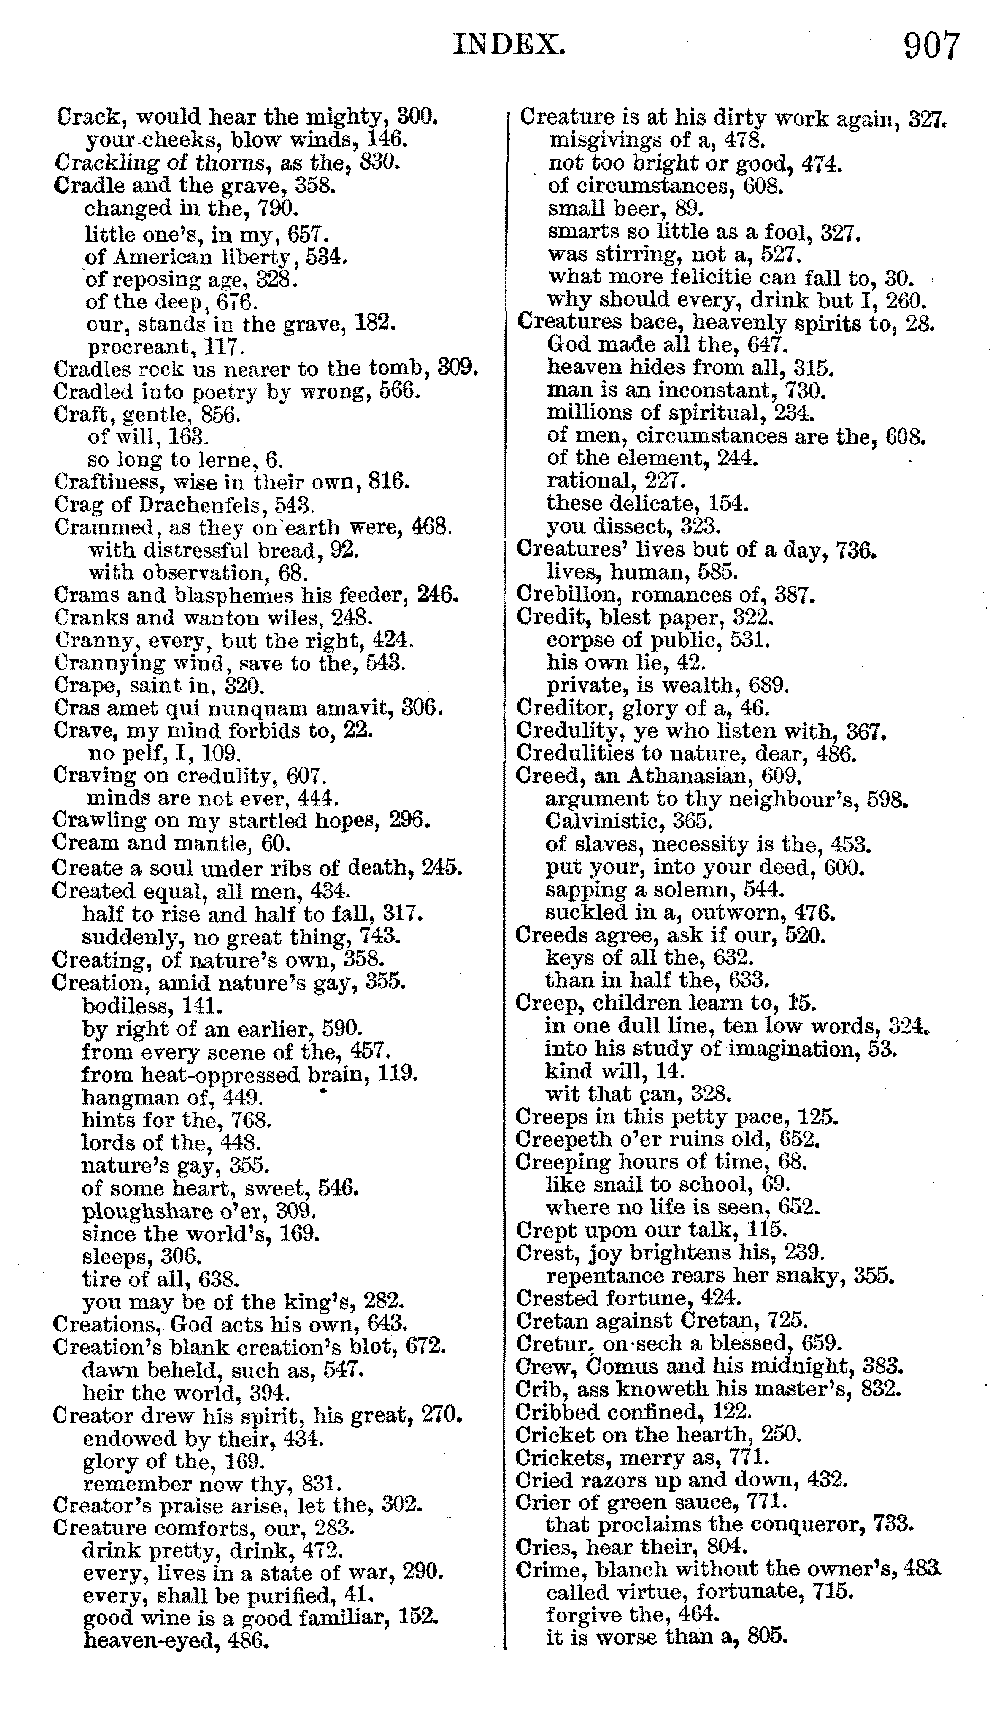 INDEX. 907
Crack, would hear the mighty, 300.
your cheeks, blow winds, 146.
Crackling of thorns, as the, 830.
Cradle and the grave, 358.
changed in the, 790.
little one's, in my, 657.
of American liberty, 534.
of reposing age, 328.
of the deep, 676.
our, stands in the grave, 182.
procreant, 117.
Cradles rock us nearer to the tomb, 309.
Cradled into poetry by wrong, 566.
Craft, gentle, 856.
of will, 163.
so long to lerne, 6.
Craftiness, wise in their own, 816.
Crag of Drachenfels, 543.
Crammed, as they on earth were, 468.
with distressful bread, 92.
with observation, 68.
Crams and blasphemes his feeder, 246.
Cranks and wanton wiles, 248.
Cranny, every, but the right, 424.
Crannying wind, save to the, 543.
Crape, saint in, 320.
Cras amet qui nunquam amavit, 306.
Crave, my mind forbids to, 22.
no pelf, I, 109.
Craving on credulity, 607.
minds are not ever, 444.
Crawling on my startled hopes, 296.
Cream and mantle, 60.
Create a soul under ribs of death, 245.
Created equal, all men, 434.
half to rise and half to fall, 317.
suddenly, no great thing, 743.
Creating, of nature's own, 358.
Creation, amid nature's gay, 355.
bodiless, 141.
by right of an earlier, 590.
from every scene of the, 457.
from heat-oppressed brain, 119.
hangman of, 449.
hints for the, 768.
lords of the, 448.
nature's gay, 355.
of some heart, sweet, 546.
ploughshare o'er, 309.
since the world's, 169.
sleeps, 306.
tire of all, 638.
you may be of the king's, 282.
Creations, God acts his own, 643.
Creation's blank creation's blot, 672.
dawn beheld, such as, 547.
heir the world, 394.
Creator drew his spirit, his great, 270.
endowed by their, 434.
glory of the, 169.
remember now thy, 831.
Creator's praise arise, let the, 302.
Creature comforts, our, 283.
drink pretty, drink, 472.
every, lives in a state of war, 290.
every, shall be purified, 41.
good wine is a good familiar, 152.
heaven-eyed, 486.
Creature is at his dirty work again, 327.
misgivings of a, 478.
not too bright or good, 474.
of circumstances, 608.
small beer, 89.
smarts so little as a fool, 327.
was stirring, not a, 527.
what more felicitie can fall to, 30.
why should every, drink but I, 260.
Creatures bace, heavenly spirits to, 28.
God made all the, 647.
heaven hides from all, 315.
man is an inconstant, 730.
millions of spiritual, 234.
of men, circumstances are the, 608.
of the element, 244.
rational, 227.
these delicate, 154.
you dissect, 323.
Creatures' lives but of a day, 736.
lives, human, 585.
Crebillon, romances of, 387.
Credit, blest paper, 322.
corpse of public, 531.
his own lie, 42.
private, is wealth, 689.
Creditor, glory of a, 46.
Credulity, ye who listen with, 367.
Credulities to nature, dear, 486.
Creed, an Athanasian, 609.
argument to thy neighbour's, 598.
Calvinistic, 365.
of slaves, necessity is the, 453.
put your, into your deed, 600.
sapping a solemn, 544.
suckled in a, outworn, 476.
Creeds agree, ask if our, 520.
keys of all the, 632.
than in half the, 633.
Creep, children learn to, 15.
in one dull line, ten low words, 324.
into his study of imagination, 53.
kind will, 14.
wit that can, 328.
Creeps in this petty pace, 125.
Creepeth o'er ruins old, 652.
Creeping hours of time, 68.
like snail to school, 69.
where no life is seen, 652.
Crept upon our talk, 115.
Crest, joy brightens his, 239.
repentance rears her snaky, 355.
Crested fortune, 424.
Cretan against Cretan, 725.
Cretur, on sech a blessed, 659.
Crew, Comus and his midnight, 383.
Crib, ass knoweth his master's, 832.
Cribbed confined, 122.
Cricket on the hearth, 250.
Crickets, merry as, 771.
Cried razors up and down, 432.
Crier of green sauce, 771.
that proclaims the conqueror, 733.
Cries, hear their, 804.
Crime, blanch without the owner's, 483.
called virtue, fortunate, 715.
forgive the, 464.
it is worse than a, 805.